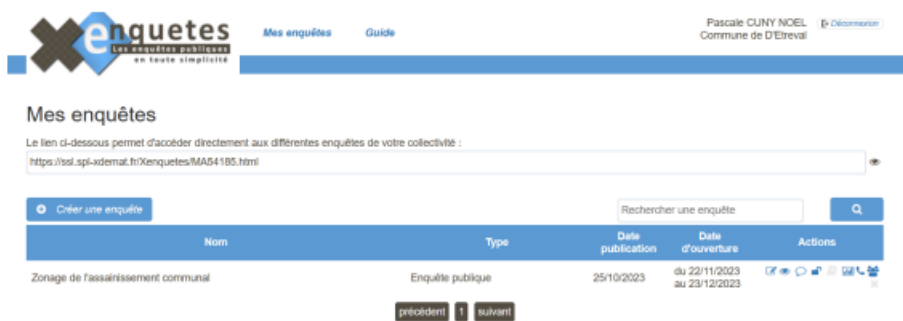 enquetes
Les enquêtes publiques
en toute simplicité
Mes enquêtes
Guide
Pascale CUNY NOEL
Déconnexion
Commune de D'Etreval
Mes enquêtes
Le lien ci-dessous permet d'accéder directement aux différentes enquêtes de votre collectivité :
https://ssl.spl-xdemat.fr/Xenquetes/MA54185.html
Créer une enquête
Rechercher une enquête
Nom
Type
Date publication
Date d'ouverture
Actions
Zonage de l'assainissement communal
Enquête publique
25/10/2023
du 22/11/2023
au 23/12/2023
précédent 1 suivant